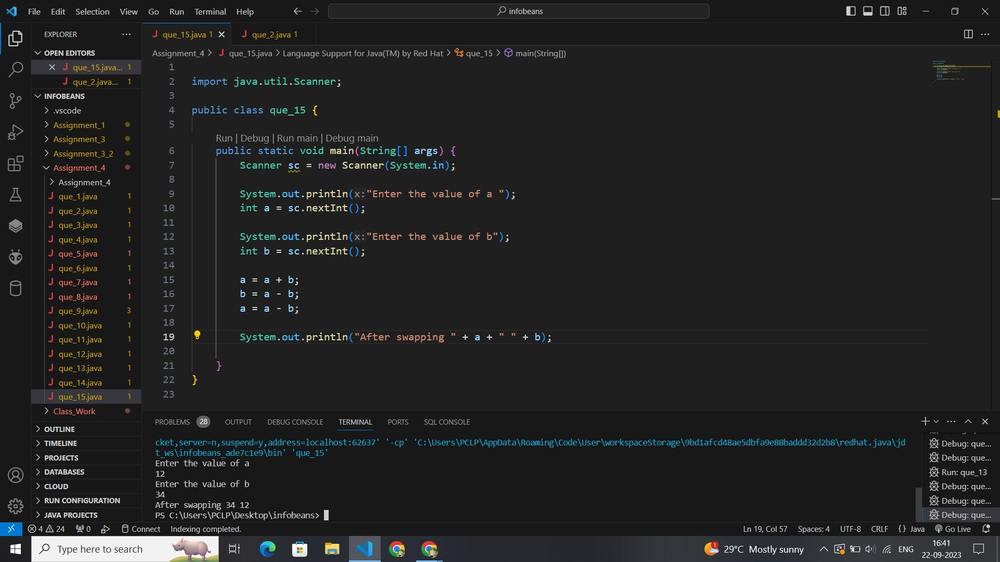 File Edit Selection View Go Run Terminal Help
infobeans
EXPLORER
que_15.java 1
que_2.java 1
OPEN EDITORS
que_15.java... 1
que_2.java... 1
INFOBEANS
.vscode
Assignment_1
Assignment_3
Assignment_3_2
Assignment_4
Assignment_4
que_1.java 1
que_2.java 1
que_3.java 1
que_4.java 1
que_5.java 1
que_6.java 1
que_7.java 1
que_8.java 1
que_9.java 3
que_10.java 1
que_11.java 1
que_12.java 1
que_13.java 1
que_14.java 1
que_15.java 1
Class_Work
OUTLINE
TIMELINE
PROJECTS
DATABASES
CLOUD
RUN CONFIGURATION
JAVA PROJECTS
Assignment_4 > J que_15.java > Language Support for Java(TM) by Red Hat > que_15 > main(String[])
1
2 import java.util.Scanner;
3
4 public class que_15 {
5
Run | Debug | Run main | Debug main
6 public static void main(String[] args) {
7 Scanner sc = new Scanner(System.in);
8
9 System.out.println(x:"Enter the value of a ");
10 int a = sc.nextInt();
11
12 System.out.println(x:"Enter the value of b");
13 int b = sc.nextInt();
14
15 a = a + b;
16 b = a - b;
17 a = a - b;
18
19 System.out.println("After swapping " + a + " " + b);
20
21 }
22 }
23
PROBLEMS 28 OUTPUT DEBUG CONSOLE TERMINAL PORTS SQL CONSOLE
cket,server=n,suspend=y,address=localhost:62637' '-cp' 'C:\Users\PCLP\AppData\Roaming\Code\User\workspaceStorage\9bd1afcd48ae5dbfa9e88baddd32d2b8\redhat.java\jd
t_ws\infobeans_ade7c1e9\bin' 'que_15'
Enter the value of a
12
Enter the value of b
34
After swapping 34 12
PS C:\Users\PCLP\Desktop\infobeans>
Debug: que...
Debug: que...
Run: que_13
Debug: que...
Debug: que...
Debug: que...
4 24 0 Connect Indexing completed.
Ln 19, Col 57 Spaces: 4 UTF-8 CRLF {} Java Go Live
Type here to search
1 29°C Mostly sunny ENG
16:41
22-09-2023